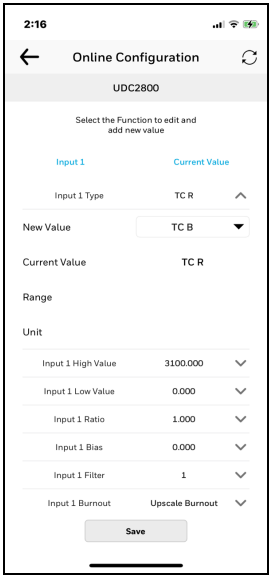 2:16
Online Configuration
UDC2800
Select the Function to edit and
add new value
Input 1 Current Value
Input 1 Type TC R
New Value TC B
Current Value TC R
Range
Unit
Input 1 High Value 3100.000
Input 1 Low Value 0.000
Input 1 Ratio 1.000
Input 1 Bias 0.000
Input 1 Filter 1
Input 1 Burnout Upscale Burnout
Save